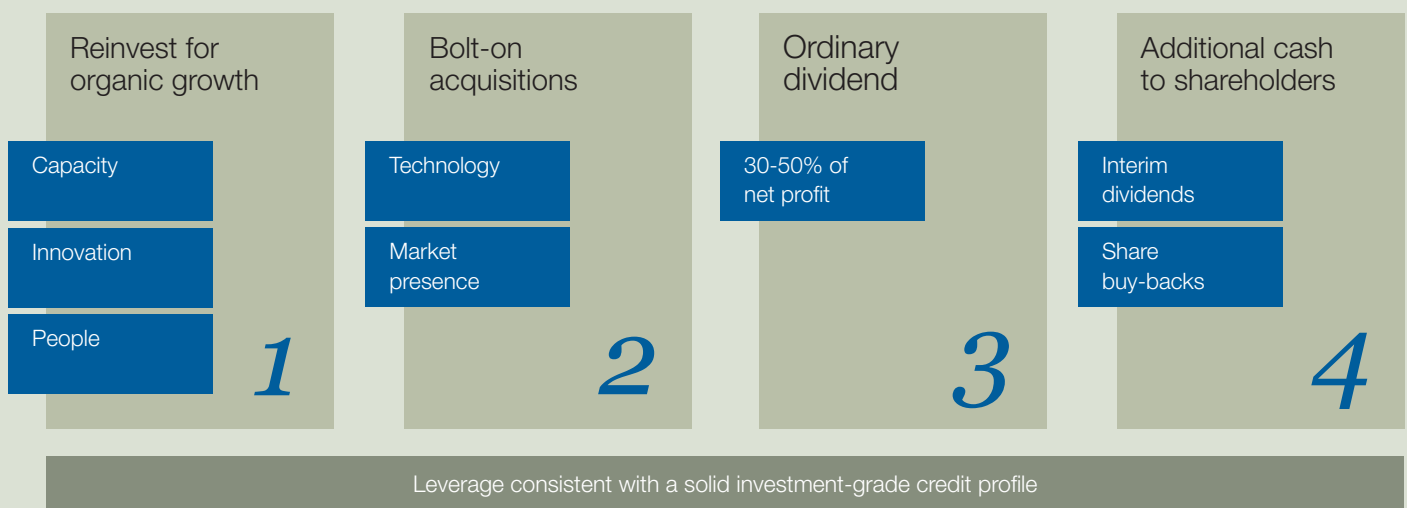 Reinvest for
organic growth
Capacity
Innovation
People
1
Bolt-on
acquisitions
Technology
Market
presence
2
Ordinary
dividend
30-50% of
net profit
3
Additional cash
to shareholders
Interim
dividends
Share
buy-backs
4
Leverage consistent with a solid investment-grade credit profile